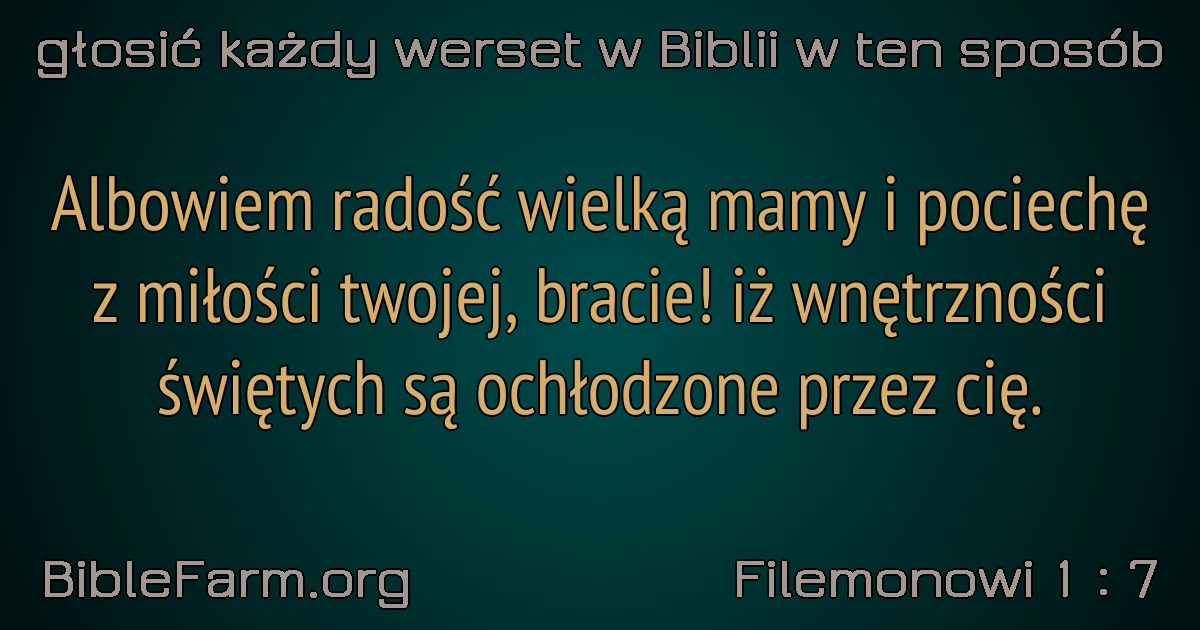 głosić każdy werset w Biblii w ten sposób
Albowiem radość wielką mamy i pociechę
z miłości twojej, bracie! iż wnętrzności
świętych są ochłodzone przez cię.
BibleFarm.org
Filemonowi 1 : 7